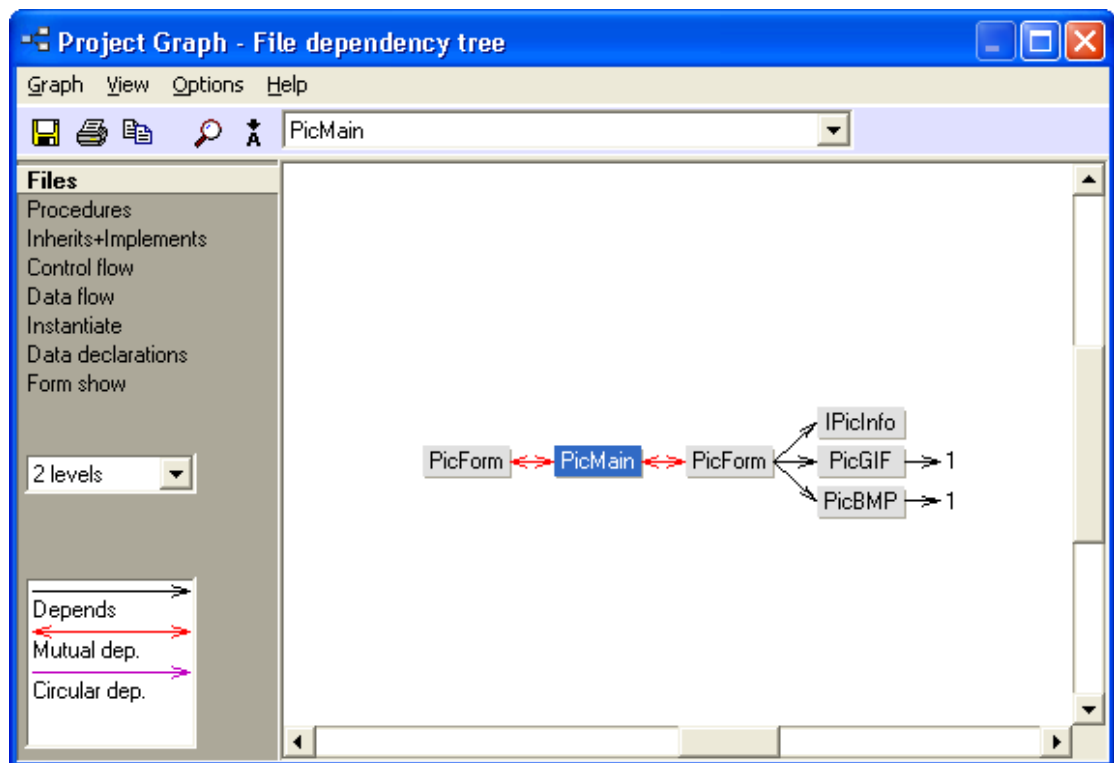 Project Graph - File dependency tree
Graph View Options Help
A PicMain
Files
Procedures
Inherits+Implements
Control flow
Data flow
Instantiate
Data declarations
Form show
2 levels
Depends
Mutual dep.
Circular dep.
IPicInfo
PicForm PicMain PicForm PicGIF 1
PicBMP 1